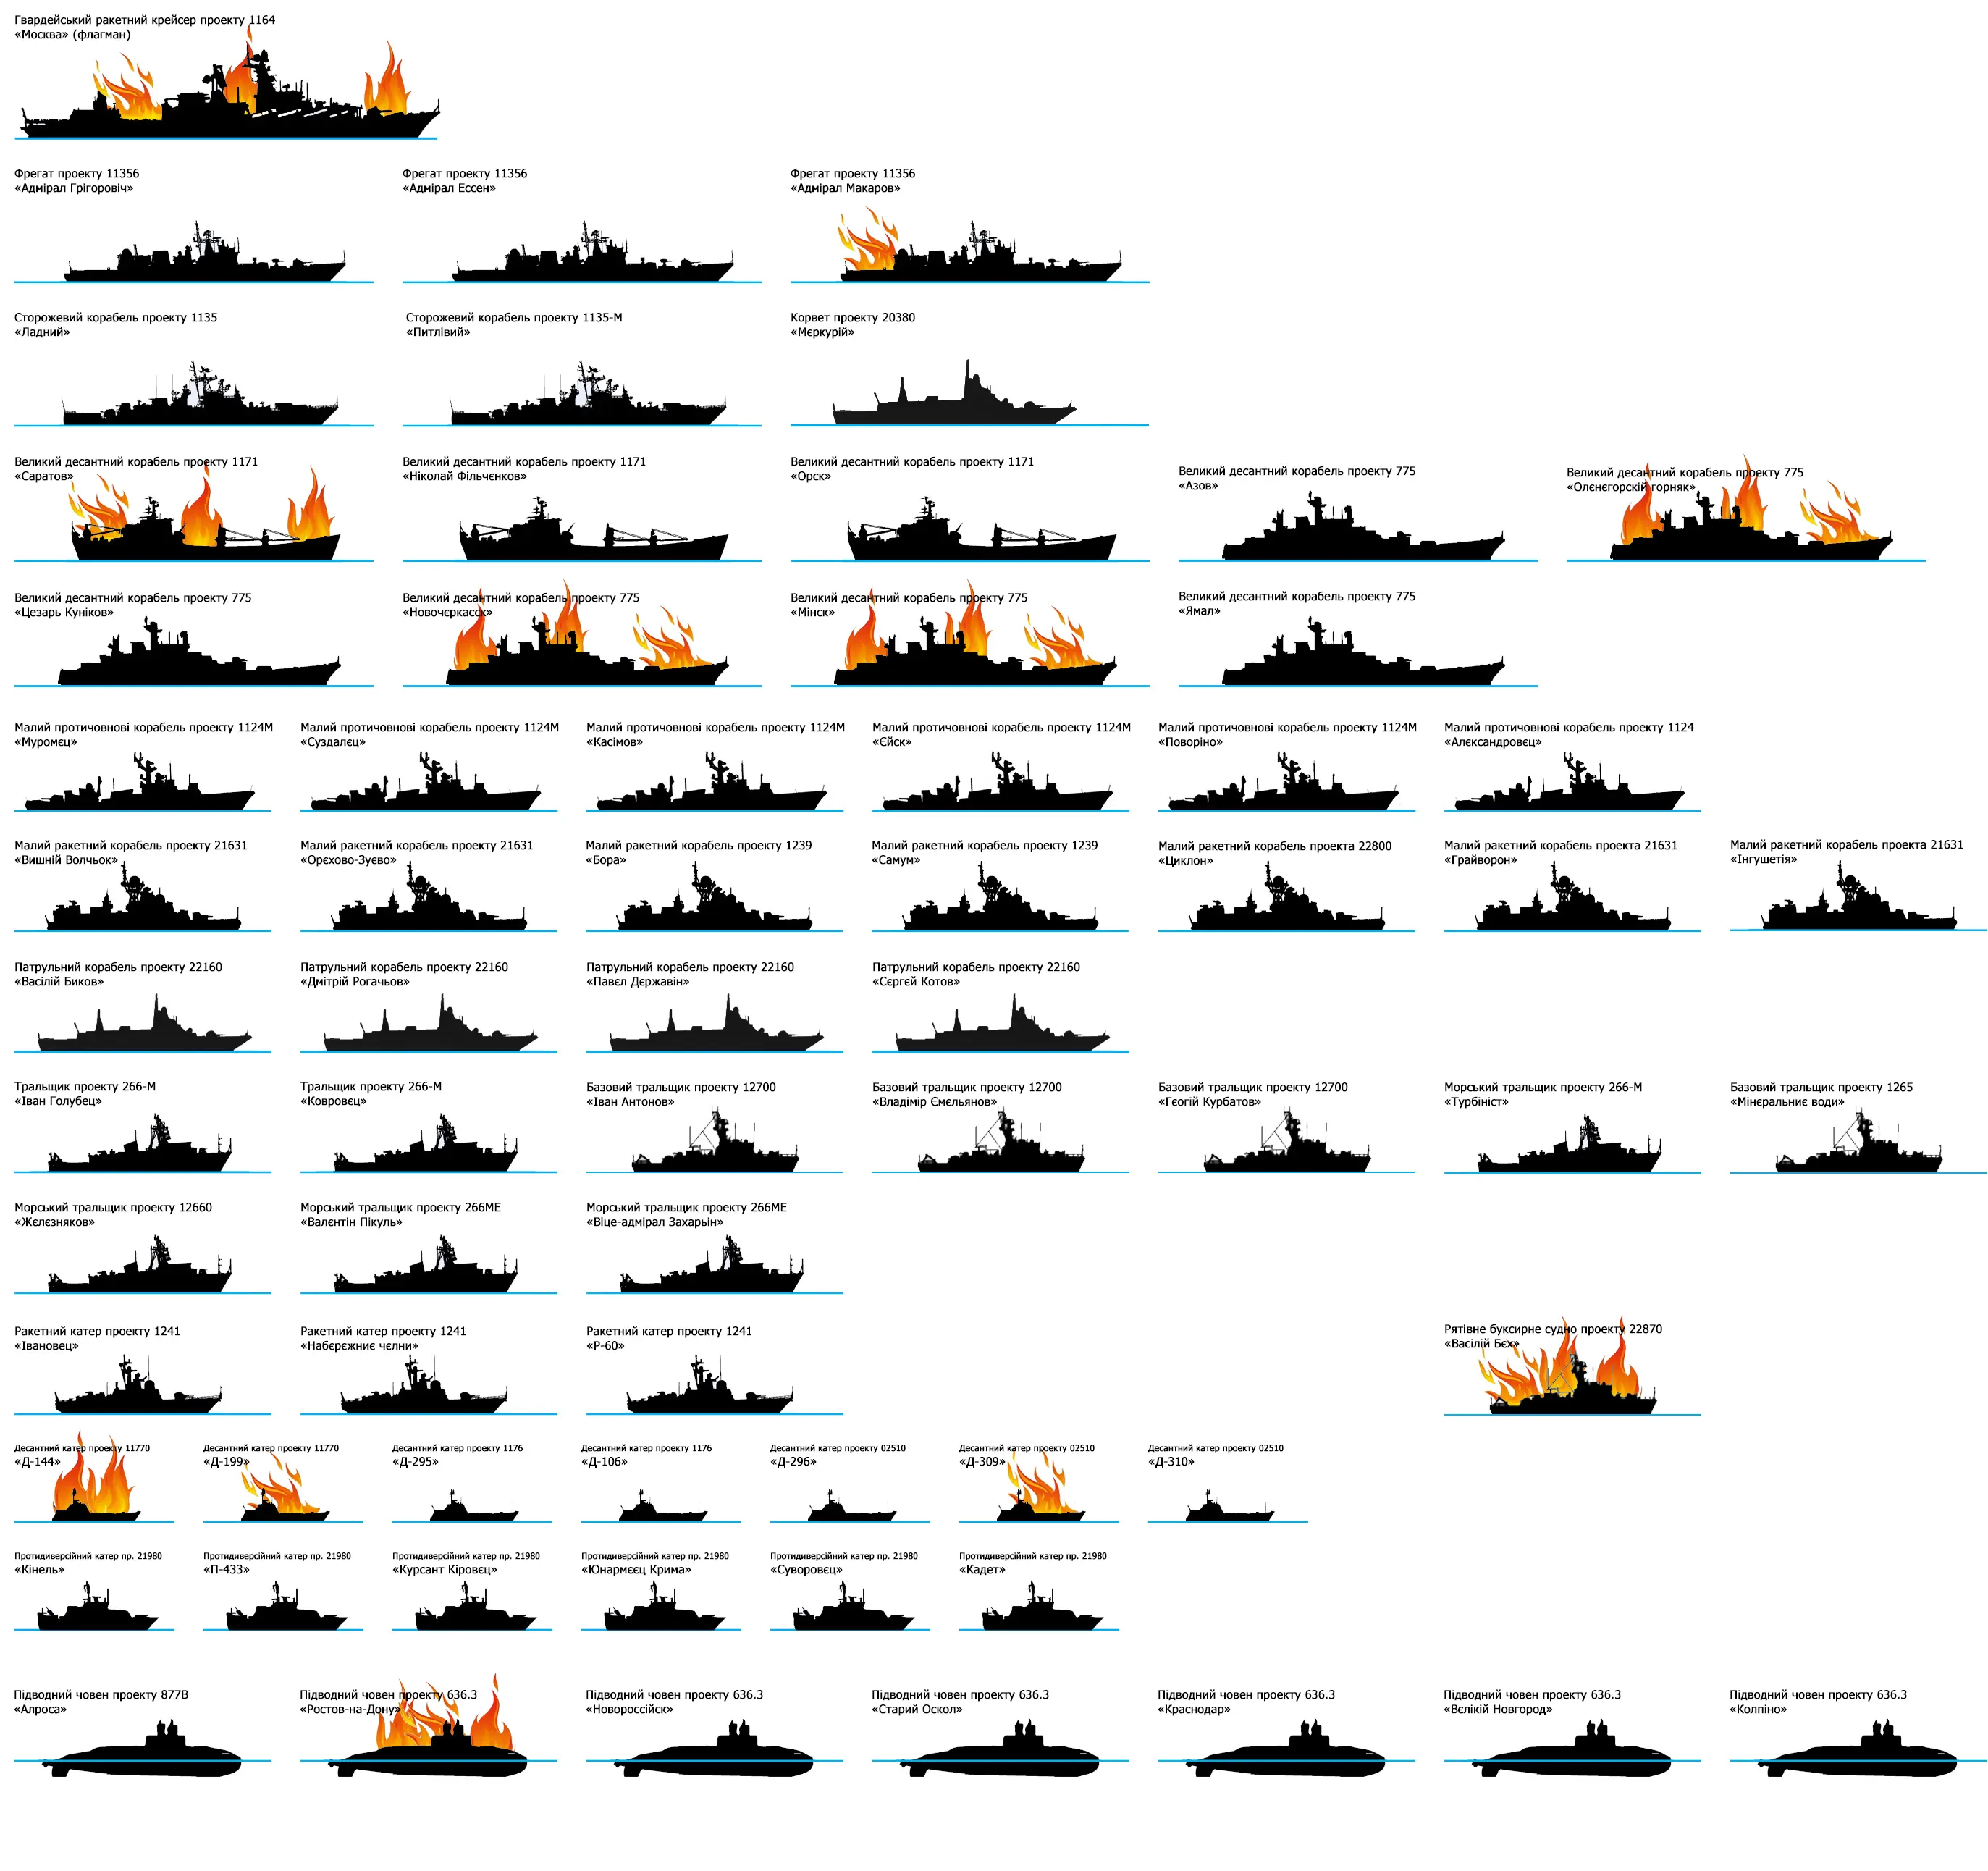 Гвардейський ракетний крейсер проекту 1164
«Москва» (флагман)
Фрегат проекту 11356
«Адмірал Грігоровіч»
Фрегат проекту 11356
«Адмірал Ессен»
Фрегат проекту 11356
«Адмірал Макаров»
Сторожевий корабель проекту 1135
«Ладний»
Сторожевий корабель проекту 1135-М
«Питлівий»
Корвет проекту 20380
«Мєркурій»
Великий десантний корабель проекту 1171
«Саратов»
Великий десантний корабель проекту 1171
«Ніколай Фільчєнков»
Великий десантний корабель проекту 1171
«Орск»
Великий десантний корабель проекту 775
«Азов»
Великий десантний корабель проекту 775
«Олєнєгорскій горняк»
Великий десантний корабель проекту 775
«Цезарь Куніков»
Великий десантний корабель проекту 775
«Новочєркасск»
Великий десантний корабель проекту 775
«Мінск»
Великий десантний корабель проекту 775
«Ямал»
Малий протичовнові корабель проекту 1124М
«Муромєц»
Малий протичовнові корабель проекту 1124М
«Суздалєц»
Малий протичовнові корабель проекту 1124М
«Касімов»
Малий протичовнові корабель проекту 1124М
«Єйск»
Малий протичовнові корабель проекту 1124М
«Поворіно»
Малий протичовнові корабель проекту 1124
«Алєксандровєц»
Малий ракетний корабель проекту 21631
«Вишній Волчьок»
Малий ракетний корабель проекту 21631
«Орєхово-Зуєво»
Малий ракетний корабель проекту 1239
«Бора»
Малий ракетний корабель проекту 1239
«Самум»
Малий ракетний корабель проекта 22800
«Циклон»
Малий ракетний корабель проекта 21631
«Грайворон»
Малий ракетний корабель проекта 21631
«Інгушетія»
Патрульний корабель проекту 22160
«Васілій Биков»
Патрульний корабель проекту 22160
«Дмітрій Рогачьов»
Патрульний корабель проекту 22160
«Павєл Державін»
Патрульний корабель проекту 22160
«Сєргєй Котов»
Тральщик проекту 266-М
«Іван Голубец»
Тральщик проекту 266-М
«Ковровєц»
Базовий тральщик проекту 12700
«Іван Антонов»
Базовий тральщик проекту 12700
«Владімір Ємєльянов»
Базовий тральщик проекту 12700
«Гєогій Курбатов»
Морський тральщик проекту 266-М
«Турбініст»
Базовий тральщик проекту 1265
«Мінєральниє води»
Морський тральщик проекту 12660
«Жєлєзняков»
Морський тральщик проекту 266МЕ
«Валєнтін Пікуль»
Морський тральщик проекту 266МЕ
«Віце-адмірал Захарьін»
Ракетний катер проекту 1241
«Івановец»
Ракетний катер проекту 1241
«Набєрєжниє чєлни»
Ракетний катер проекту 1241
«Р-60»
Рятівне буксирне судно проекту 22870
«Васілій Бєх»
Десантний катер проекту 11770
«Д-144»
Десантний катер проекту 11770
«Д-199»
Десантний катер проекту 1176
«Д-295»
Десантний катер проекту 1176
«Д-106»
Десантний катер проекту 02510
«Д-296»
Десантний катер проекту 02510
«Д-309»
Десантний катер проекту 02510
«Д-310»
Протидиверсійний катер пр. 21980
«Кінель»
Протидиверсійний катер пр. 21980
«П-433»
Протидиверсійний катер пр. 21980
«Курсант Кіровєц»
Протидиверсійний катер пр. 21980
«Юнармєєц Крима»
Протидиверсійний катер пр. 21980
«Суворовєц»
Протидиверсійний катер пр. 21980
«Кадет»
Підводний човен проекту 877В
«Алроса»
Підводний човен проекту 636.3
«Ростов-на-Дону»
Підводний човен проекту 636.3
«Новороссійск»
Підводний човен проекту 636.3
«Старий Оскол»
Підводний човен проекту 636.3
«Краснодар»
Підводний човен проекту 636.3
«Вєлікій Новгород»
Підводний човен проекту 636.3
«Колпіно»